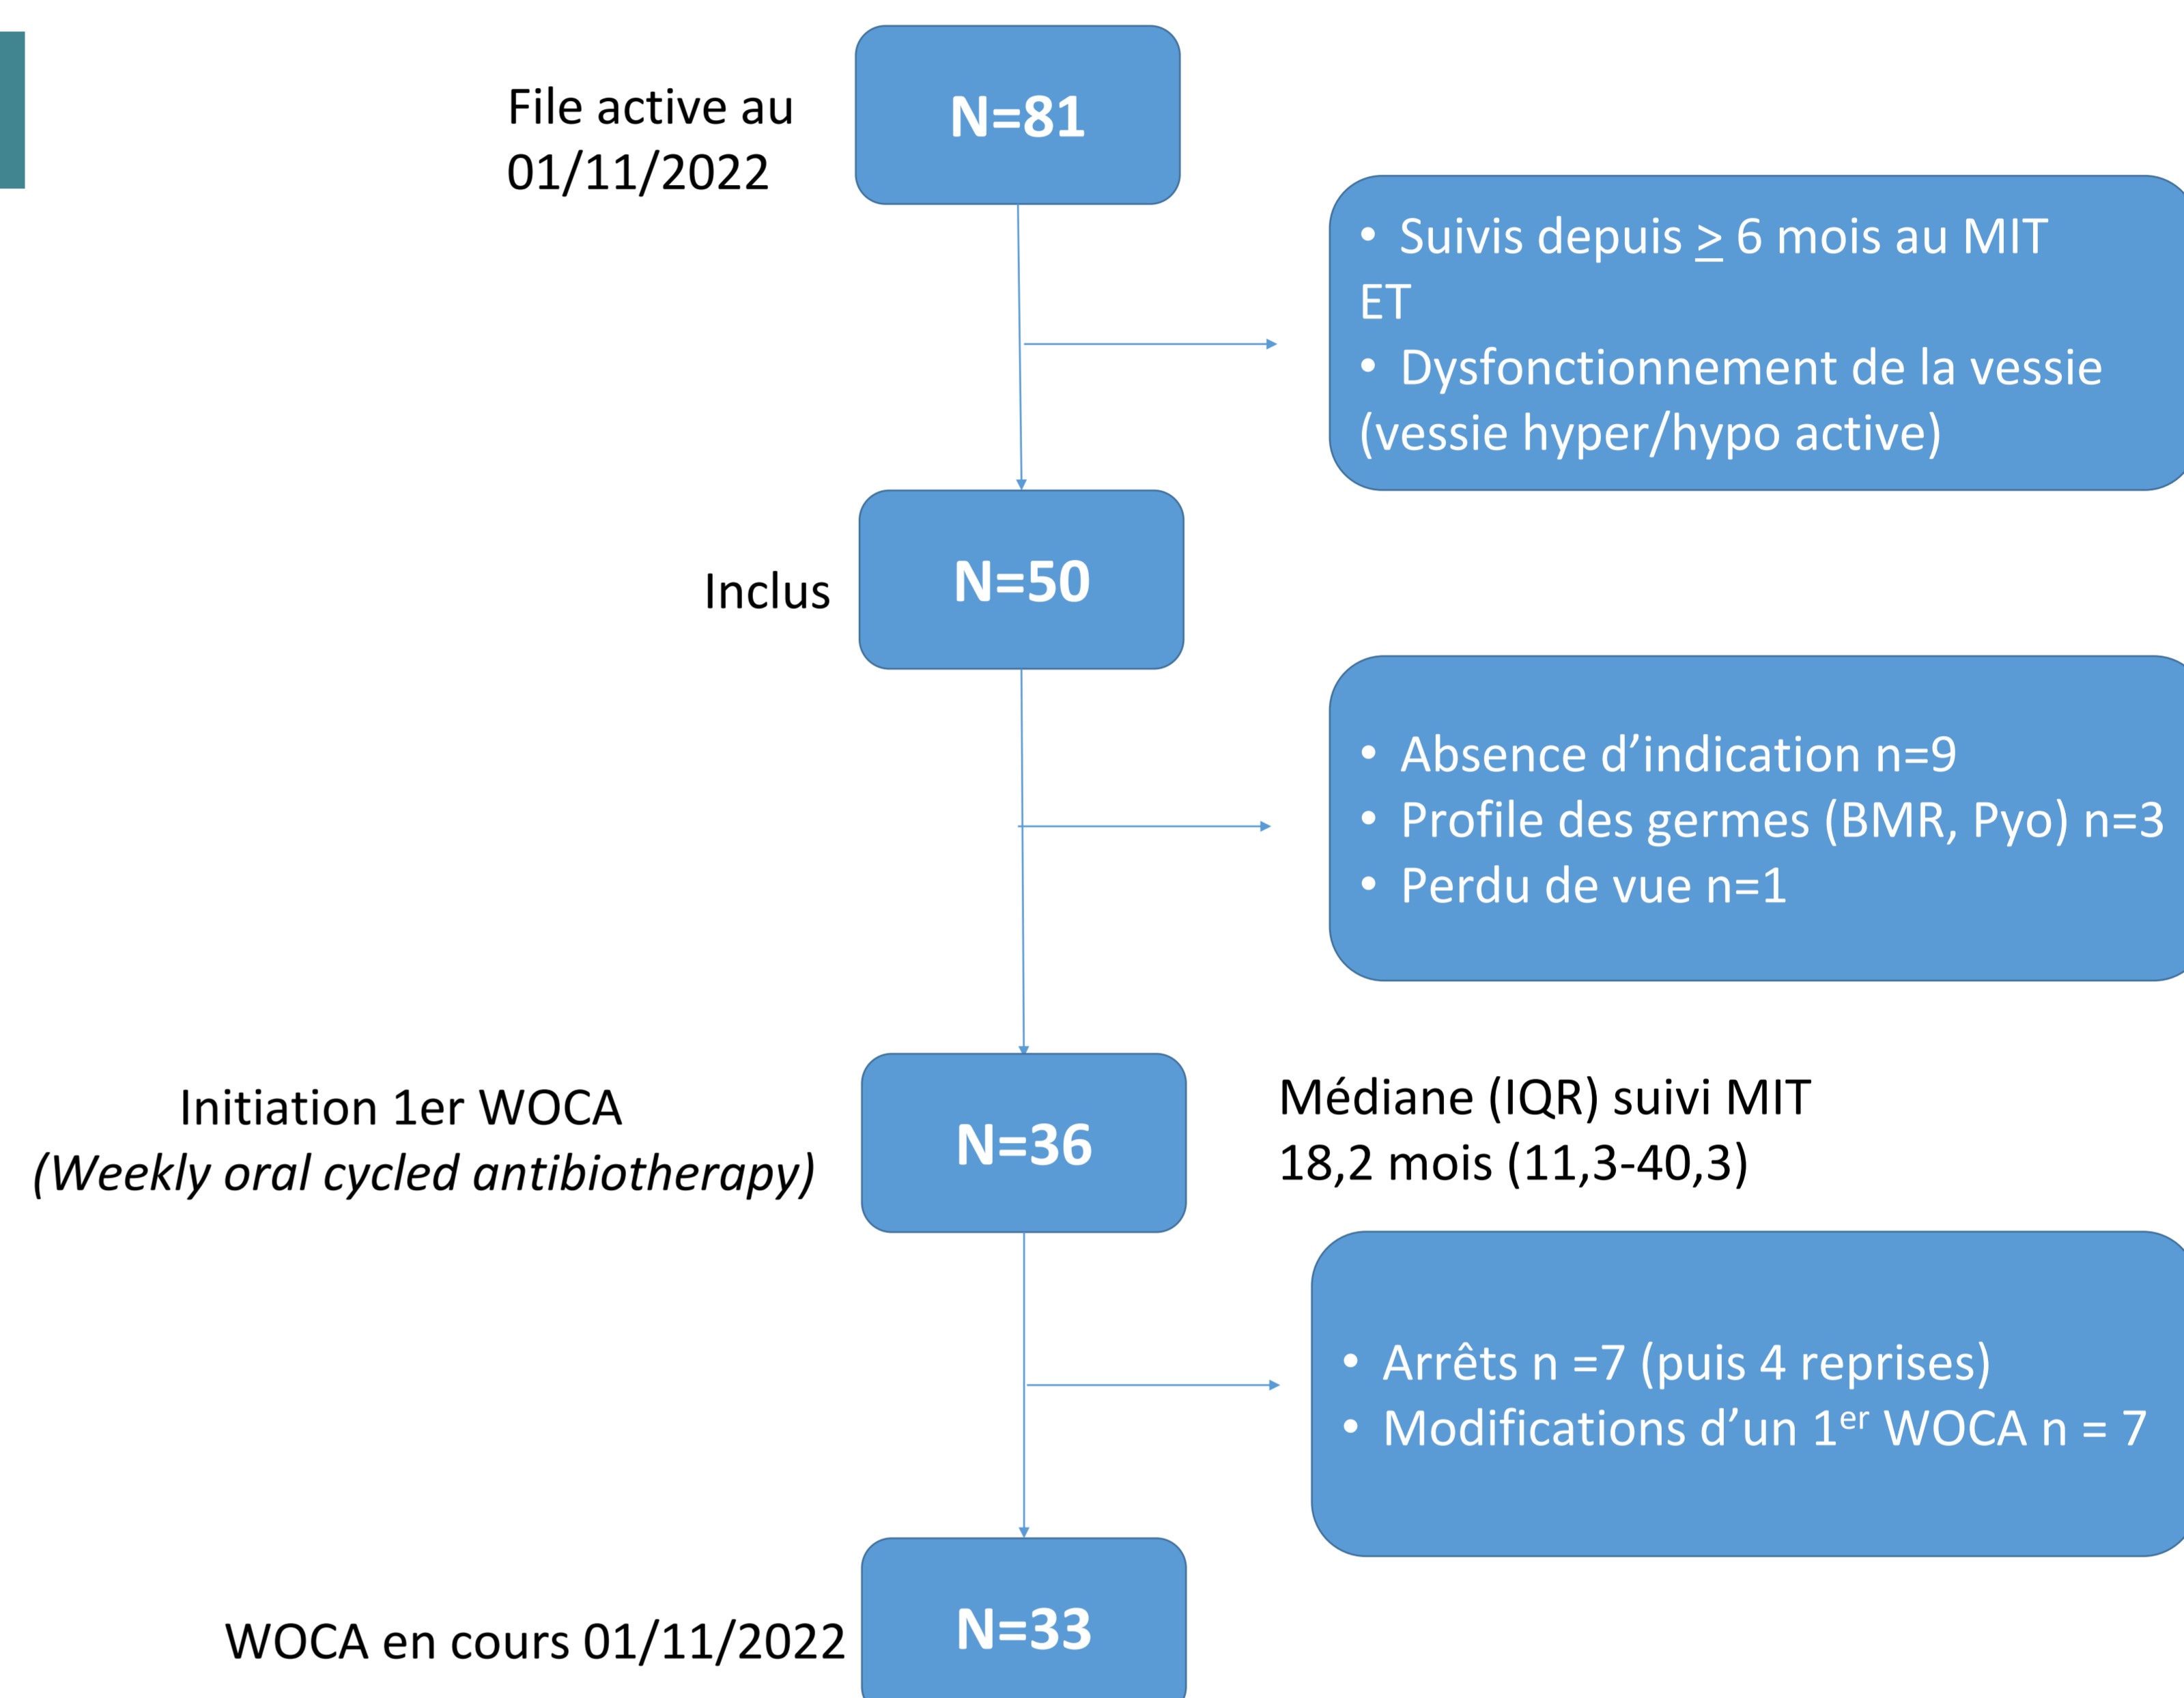 File active au
01/11/2022
N=81
• Suivis depuis ≥ 6 mois au MIT
ET
• Dysfonctionnement de la vessie
(vessie hyper/hypo active)
Inclus
N=50
• Absence d’indication n=9
• Profile des germes (BMR, Pyo) n=3
• Perdu de vue n=1
Initiation 1er WOCA
(Weekly oral cycled antibiotherapy)
N=36
Médiane (IQR) suivi MIT
18,2 mois (11,3-40,3)
• Arrêts n =7 (puis 4 reprises)
• Modifications d’un 1er WOCA n = 7
WOCA en cours 01/11/2022
N=33